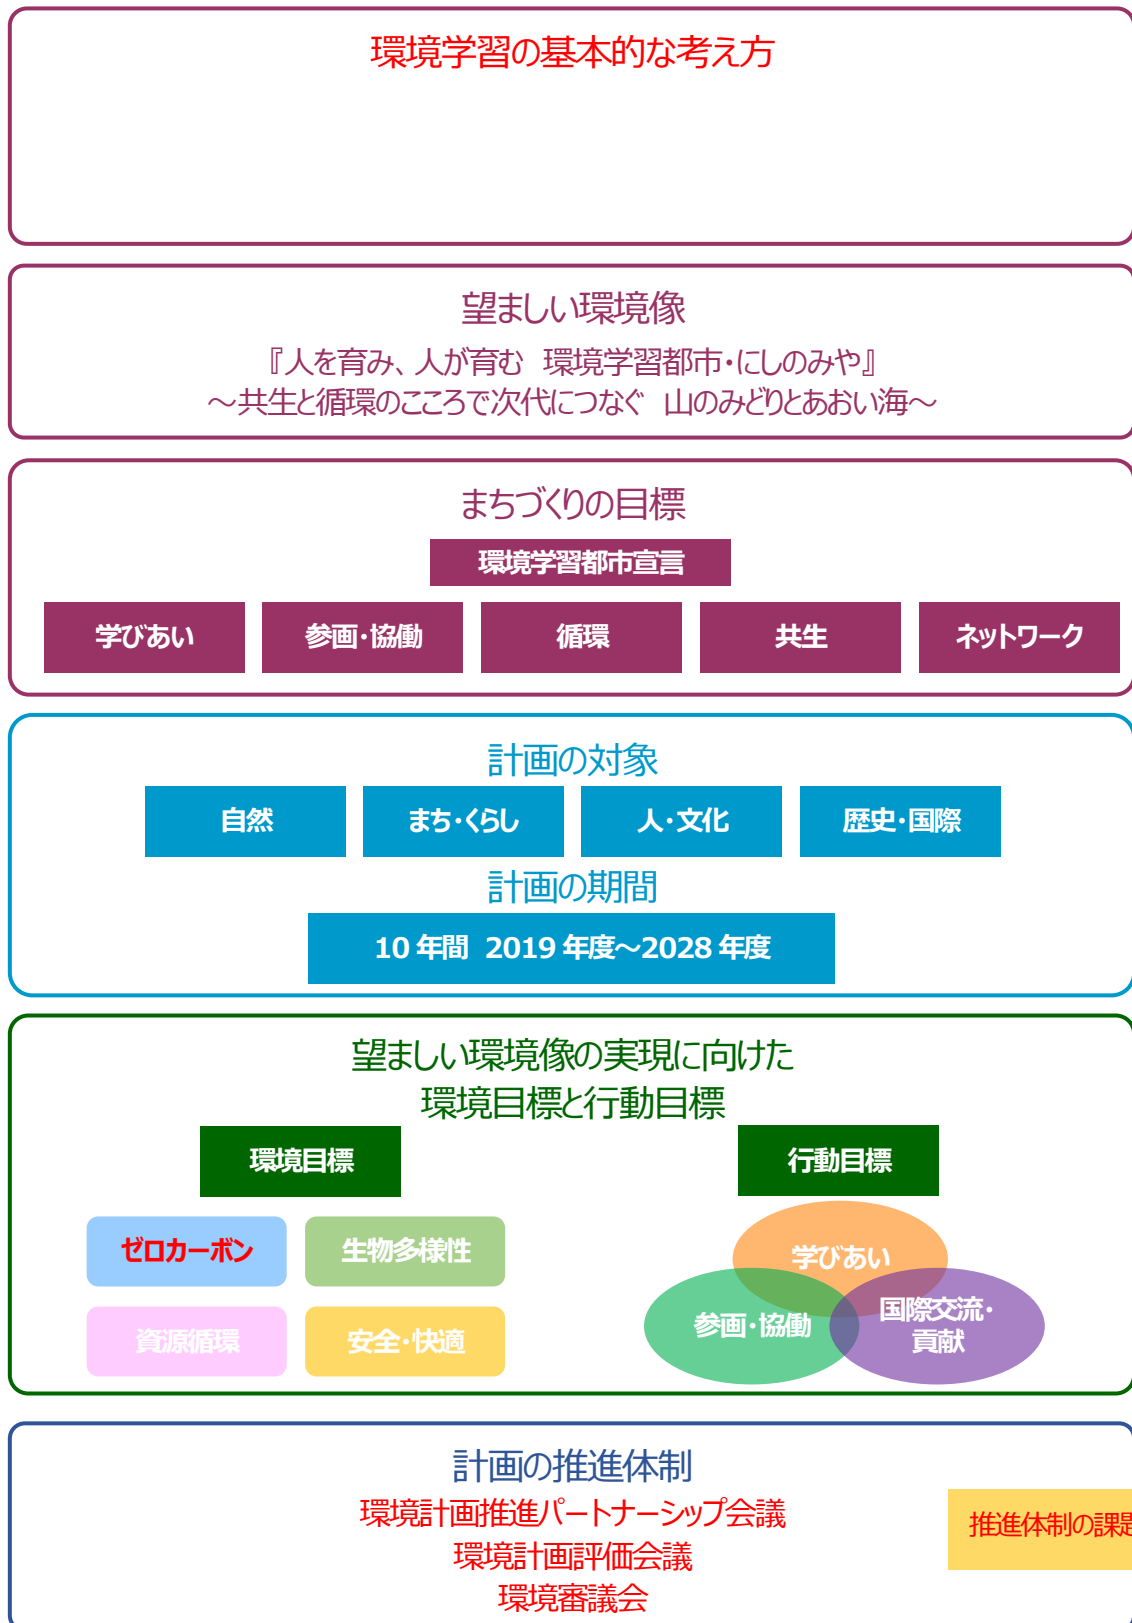 環境学習の基本的な考え方
望ましい環境像
『人を育み、人が育む　環境学習都市・にしのみや』
～共生と循環のこころで次代につなぐ　山のみどりとあおい海～
まちづくりの目標
環境学習都市宣言
学びあい
参画・協働
循環
共生
ネットワーク
計画の対象
自然
まち・くらし
人・文化
歴史・国際
計画の期間
10 年間 2019 年度～2028 年度
望ましい環境像の実現に向けた
環境目標と行動目標
環境目標
行動目標
ゼロカーボン
生物多様性
資源循環
安全・快適
学びあい
参画・協働
国際交流・
貢献
計画の推進体制
環境計画推進パートナーシップ会議
環境計画評価会議
環境審議会
推進体制の課題